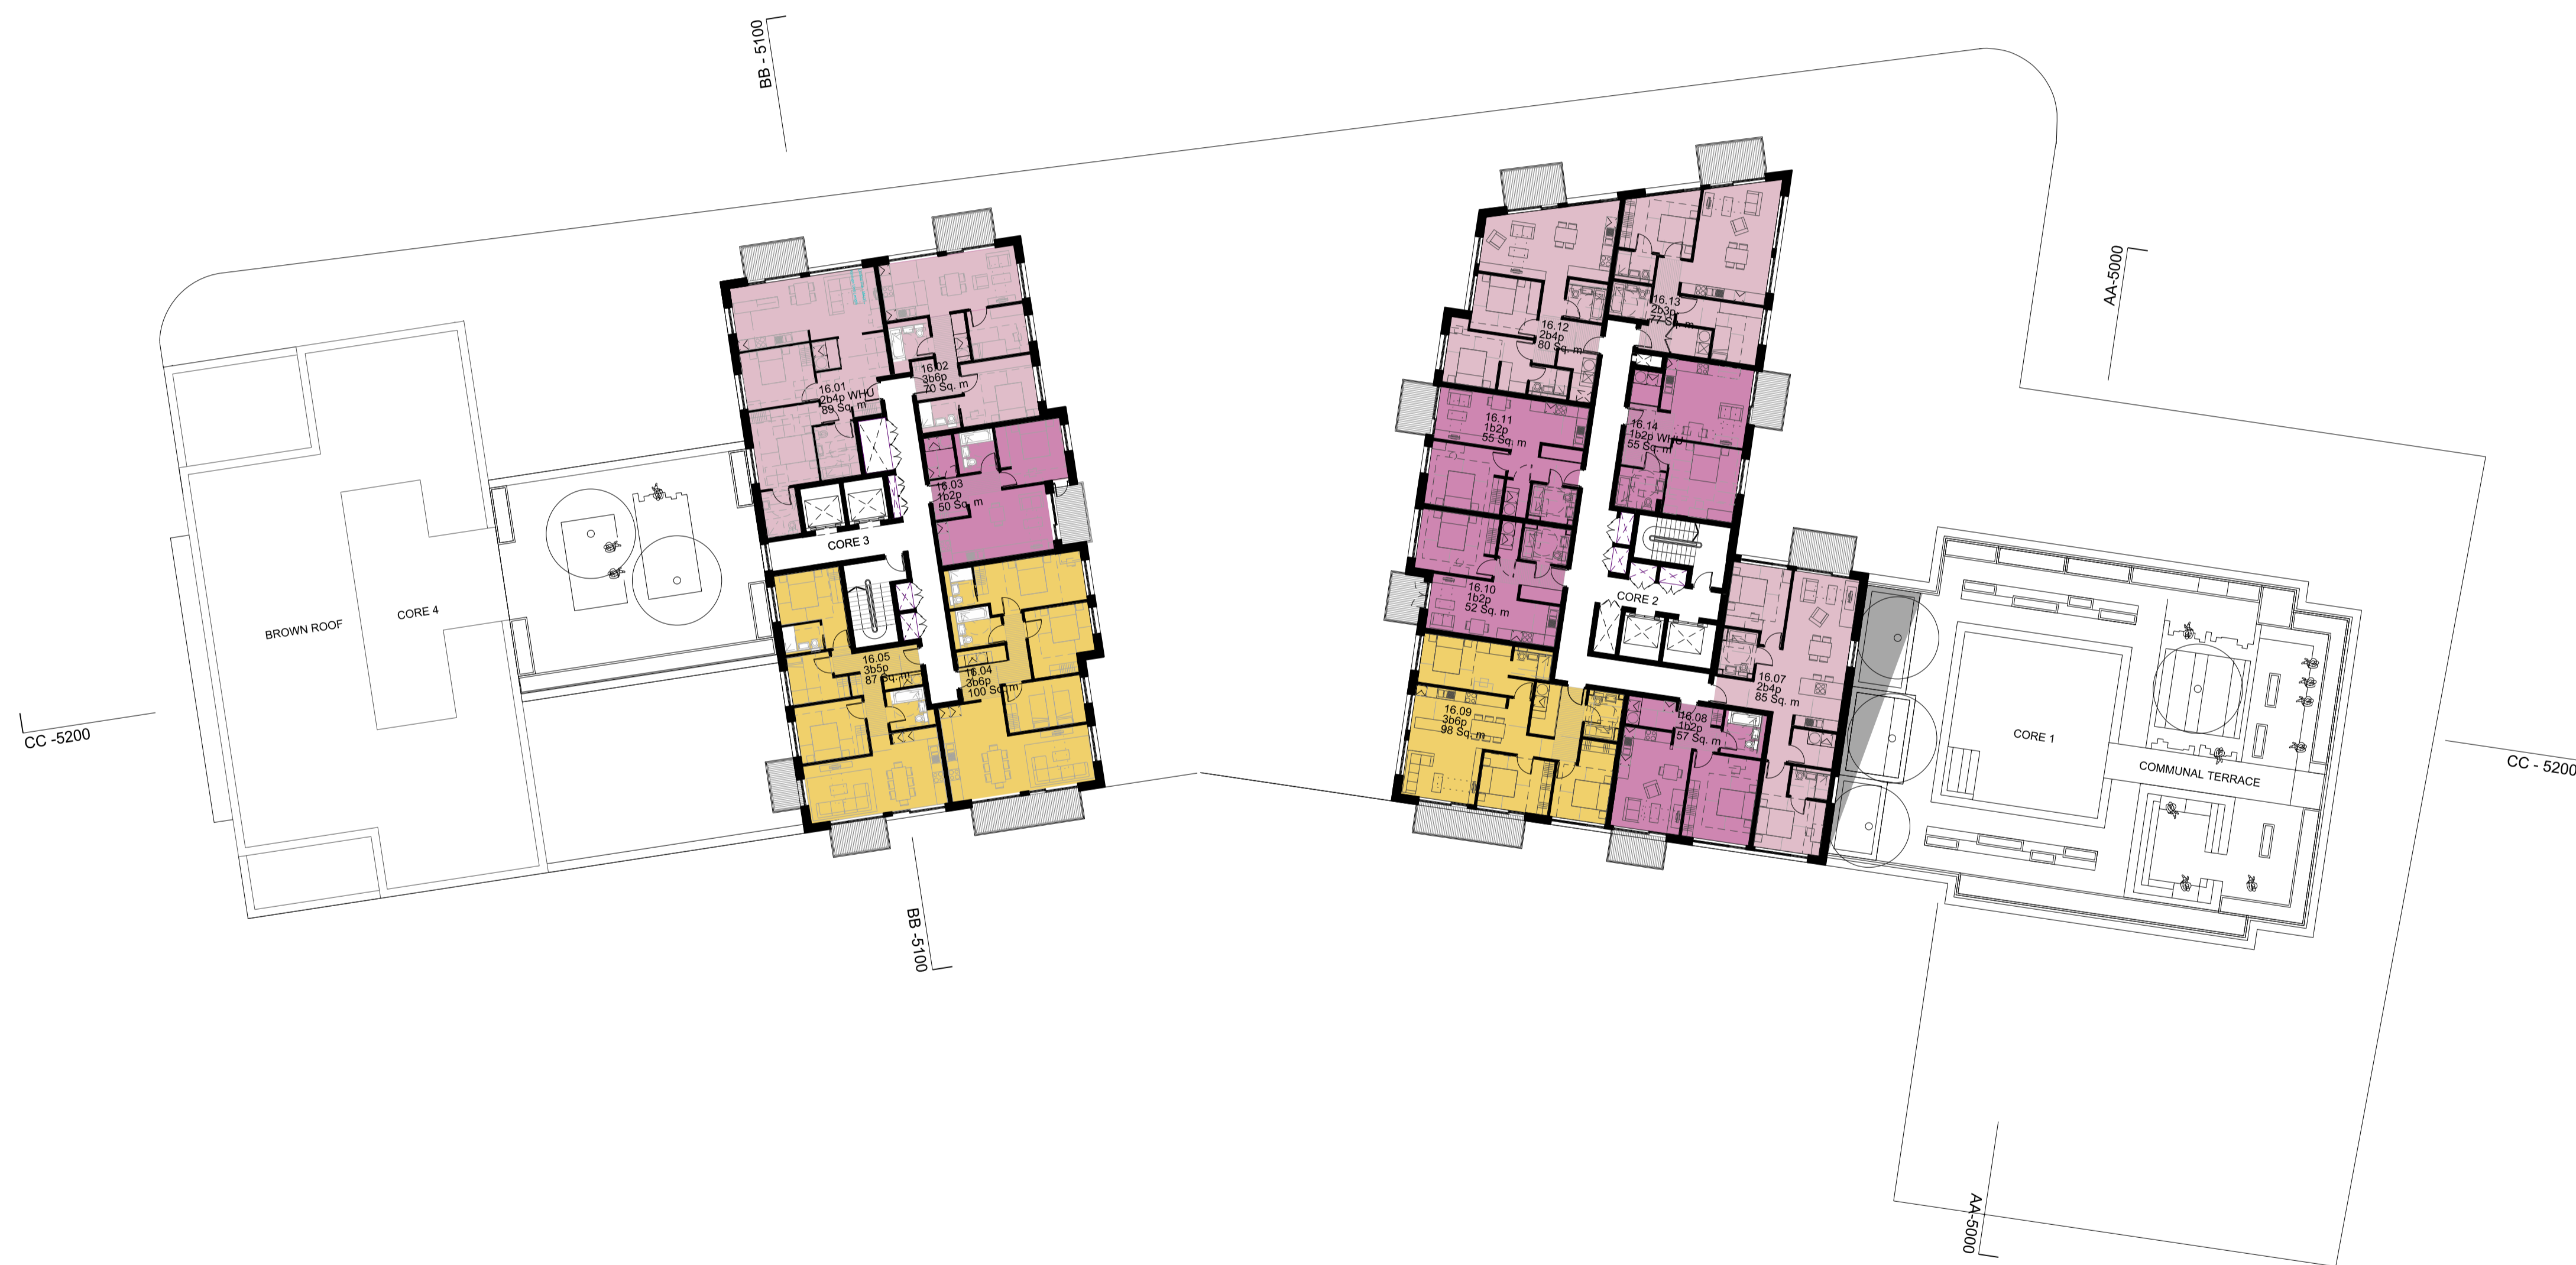 BB - 5100
AA-5000
16.13
2b3p
77 Sq. m
16.12
2b4p
80 Sq. m
16.02
3b6p
70 Sq. m
16.01
2b4p WHU
89 Sq. m
16.11
1b2p
55 Sq. m
16.14
1b2p WHU
55 Sq. m
16.03
1b2p
50 Sq. m
CORE 3
16.10
1b2p
52 Sq. m
CORE 2
CORE 4
BROWN ROOF
16.05
3b5p
87 Sq. m
16.04
3b6p
100 Sq. m
16.07
2b4p
85 Sq. m
16.09
3b6p
98 Sq. m
16.08
1b2p
57 Sq. m
CORE 1
CC -5200
COMMUNAL TERRACE
CC - 5200
BB -5100
AA-5000